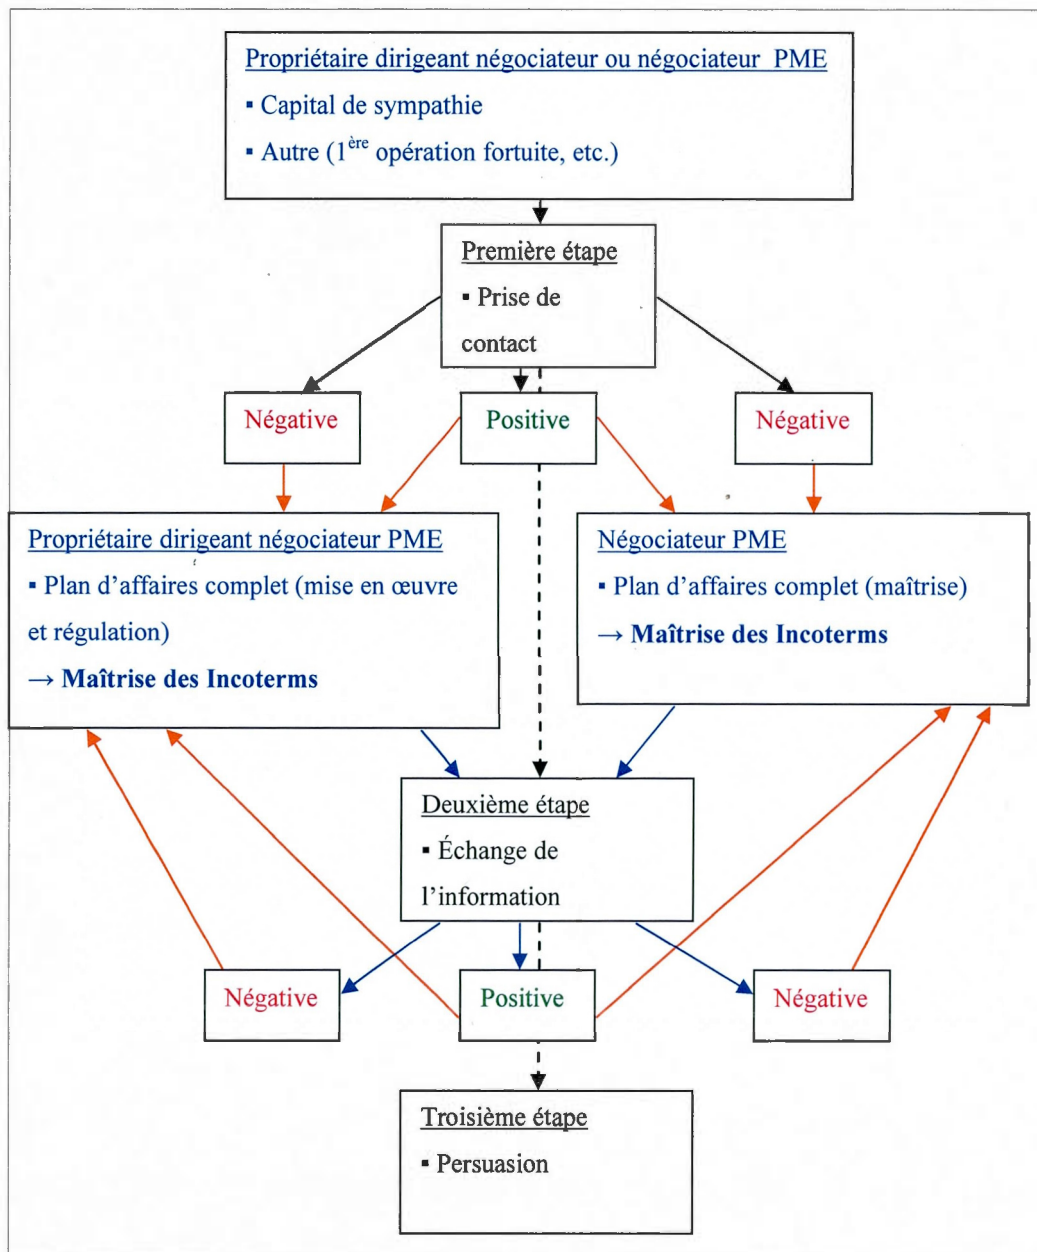 Propriétaire dirigeant négociateur ou négociateur PME
▪ Capital de sympathie
▪ Autre (1ère opération fortuite, etc.)
Première étape
▪ Prise de
contact
Négative
Positive
Négative
Propriétaire dirigeant négociateur PME
▪ Plan d’affaires complet (mise en œuvre
et régulation)
→ Maîtrise des Incoterms
Négociateur PME
▪ Plan d’affaires complet (maîtrise)
→ Maîtrise des Incoterms
Deuxième étape
▪ Échange de
l’information
Négative
Positive
Négative
Troisième étape
▪ Persuasion